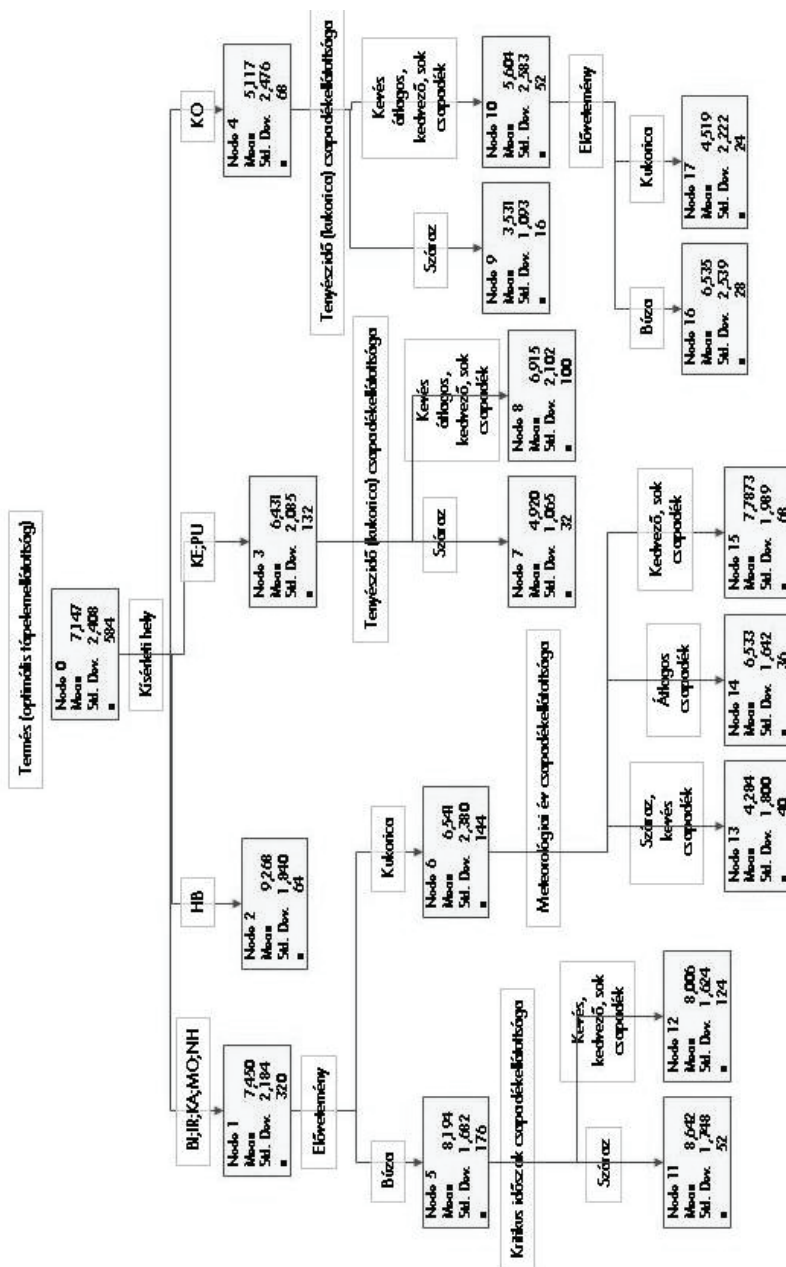 Termés (optimális tápelemellátottság)
Node 0
Mean 7,147
Std. Dev. 2,408
n 584
Kísérleti hely
BI;IR;KA;MO;NH
HB
KE;PU
KO
Node 1
Mean 7,450
Std. Dev. 2,184
n 320
Node 2
Mean 9,268
Std. Dev. 1,840
n 64
Node 3
Mean 6,431
Std. Dev. 2,085
n 132
Node 4
Mean 5,117
Std. Dev. 2,476
n 68
Elővetemény
Tenyészidő (kukorica) csapadékellátottsága
Tenyészidő (kukorica) csapadékellátottsága
Búza
Kukorica
Száraz
Kevés
átlagos,
kedvező, sok
csapadék
Száraz
Kevés
átlagos,
kedvező, sok
csapadék
Node 5
Mean 8,194
Std. Dev. 1,682
n 176
Node 6
Mean 6,541
Std. Dev. 2,380
n 144
Node 7
Mean 4,920
Std. Dev. 1,065
n 32
Node 8
Mean 6,915
Std. Dev. 2,102
n 100
Node 9
Mean 3,531
Std. Dev. 1,093
n 16
Node 10
Mean 5,604
Std. Dev. 2,583
n 52
Kritikus időszak csapadékellátottsága
Meteorológiai év csapadékellátottsága
Elővetemény
Száraz
Kevés,
kedvező, sok
csapadék
Száraz,
kevés
csapadék
Átlagos
csapadék
Kedvező, sok
csapadék
Búza
Kukorica
Node 11
Mean 8,642
Std. Dev. 1,748
n 52
Node 12
Mean 8,006
Std. Dev. 1,624
n 124
Node 13
Mean 4,284
Std. Dev. 1,800
n 40
Node 14
Mean 6,533
Std. Dev. 1,642
n 36
Node 15
Mean 7,7873
Std. Dev. 1,989
n 68
Node 16
Mean 6,535
Std. Dev. 2,539
n 28
Node 17
Mean 4,519
Std. Dev. 2,222
n 24